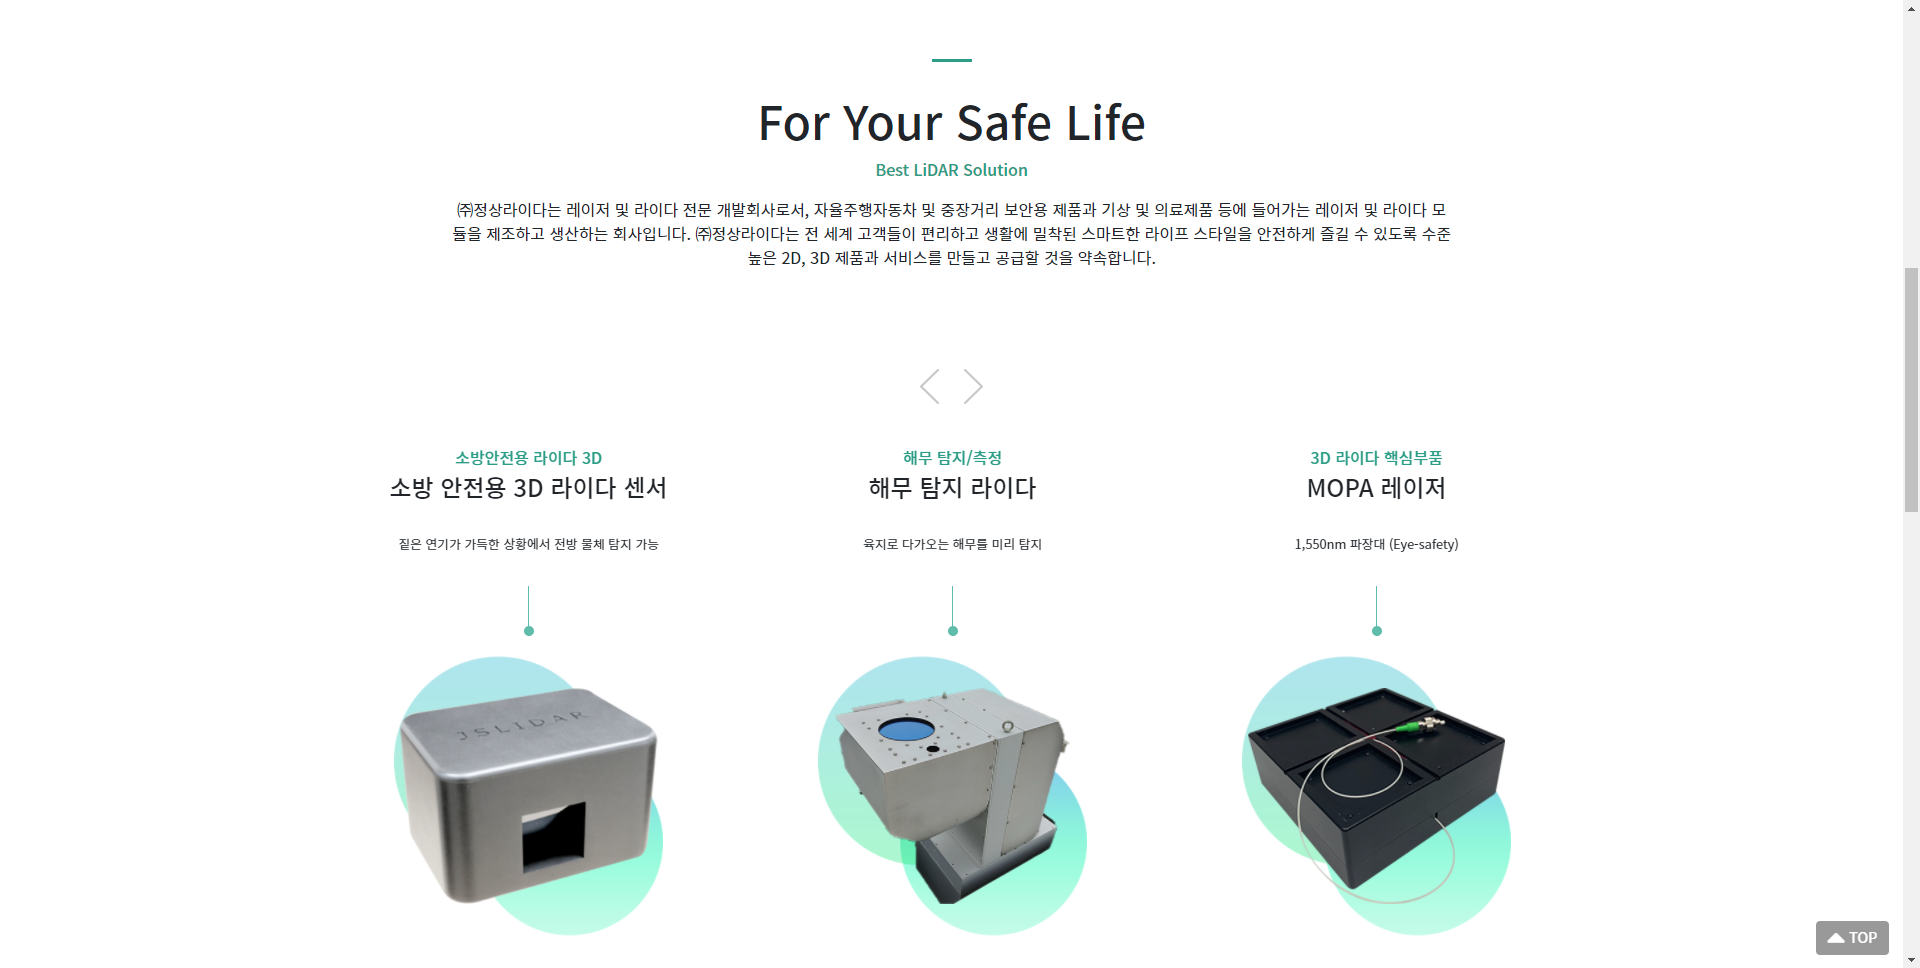 For Your Safe Life
Best LiDAR Solution
㈜정상라이다는 레이저 및 라이다 전문 개발회사로서, 자율주행자동차 및 중장거리 보안용 제품과 기상 및 의료제품 등에 들어가는 레이저 및 라이다 모
듈을 제조하고 생산하는 회사입니다. ㈜정상라이다는 전 세계 고객들이 편리하고 생활에 밀착된 스마트한 라이프 스타일을 안전하게 즐길 수 있도록 수준
높은 2D, 3D 제품과 서비스를 만들고 공급할 것을 약속합니다.
소방안전용 라이다 3D
소방 안전용 3D 라이다 센서
짙은 연기가 가득한 상황에서 전방 물체 탐지 가능
JSLIDAR
해무 탐지/측정
해무 탐지 라이다
육지로 다가오는 해무를 미리 탐지
3D 라이다 핵심부품
MOPA 레이저
1,550nm 파장대 (Eye-safety)
TOP